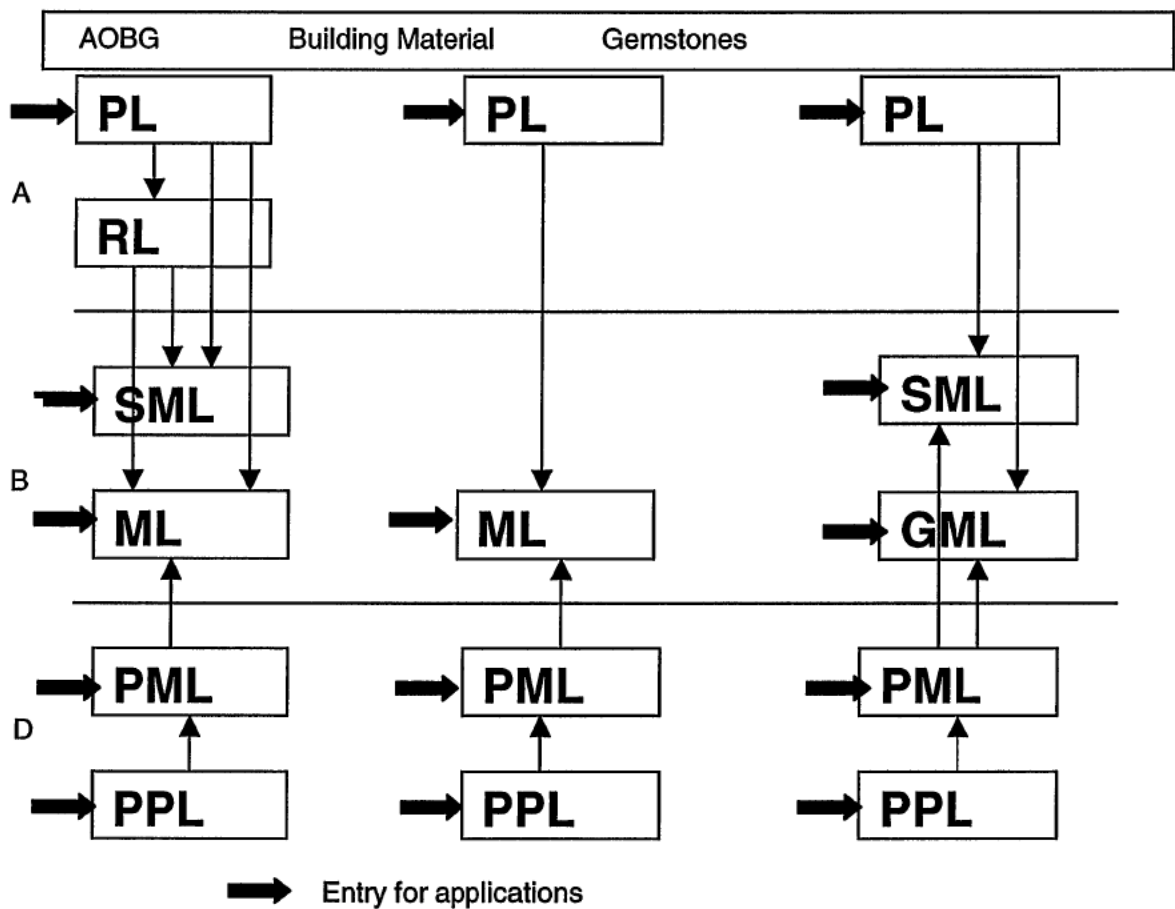 AOBG Building Material Gemstones
PL PL PL
A
RL
SML SML
B
ML ML GML
PML PML PML
D
PPL PPL PPL
Entry for applications